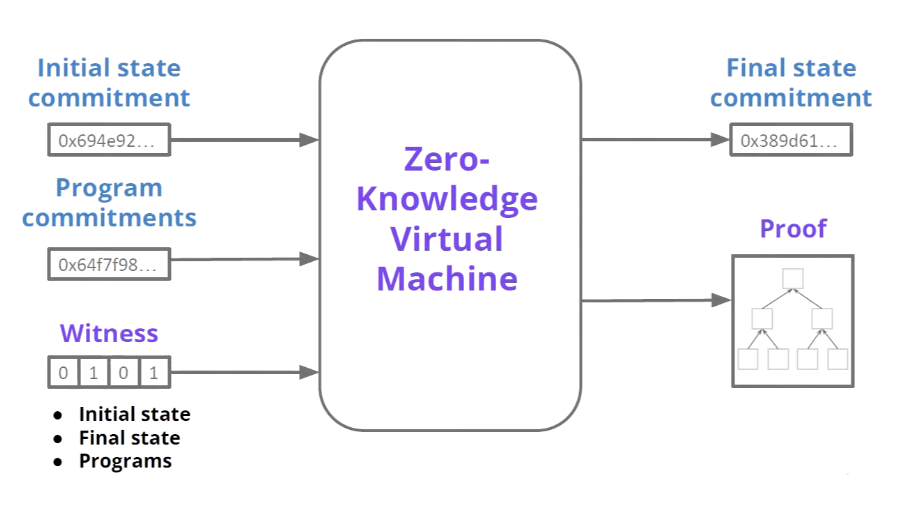 Initial state
commitment
0x694e92...
Program
commitments
0x64f7f98...
Witness
0 1 0 1
● Initial state
● Final state
● Programs
Zero-
Knowledge
Virtual
Machine
Final state
commitment
0x389d61...
Proof